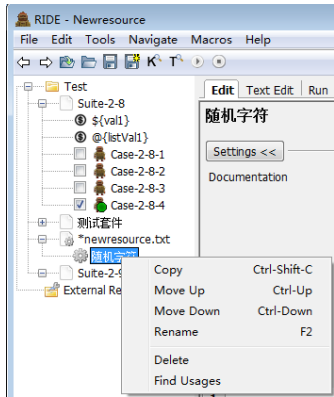 RIDE - Newresource
File Edit Tools Navigate Macros Help
Test
Suite-2-8
${val1}
@{listVal1}
Case-2-8-1
Case-2-8-2
Case-2-8-3
Case-2-8-4
测试套件
*newresource.txt
随机字符
Suite-2-9
External Re
Edit Text Edit Run
随机字符
Settings <<
Documentation
Copy Ctrl-Shift-C
Move Up Ctrl-Up
Move Down Ctrl-Down
Rename F2
Delete
Find Usages